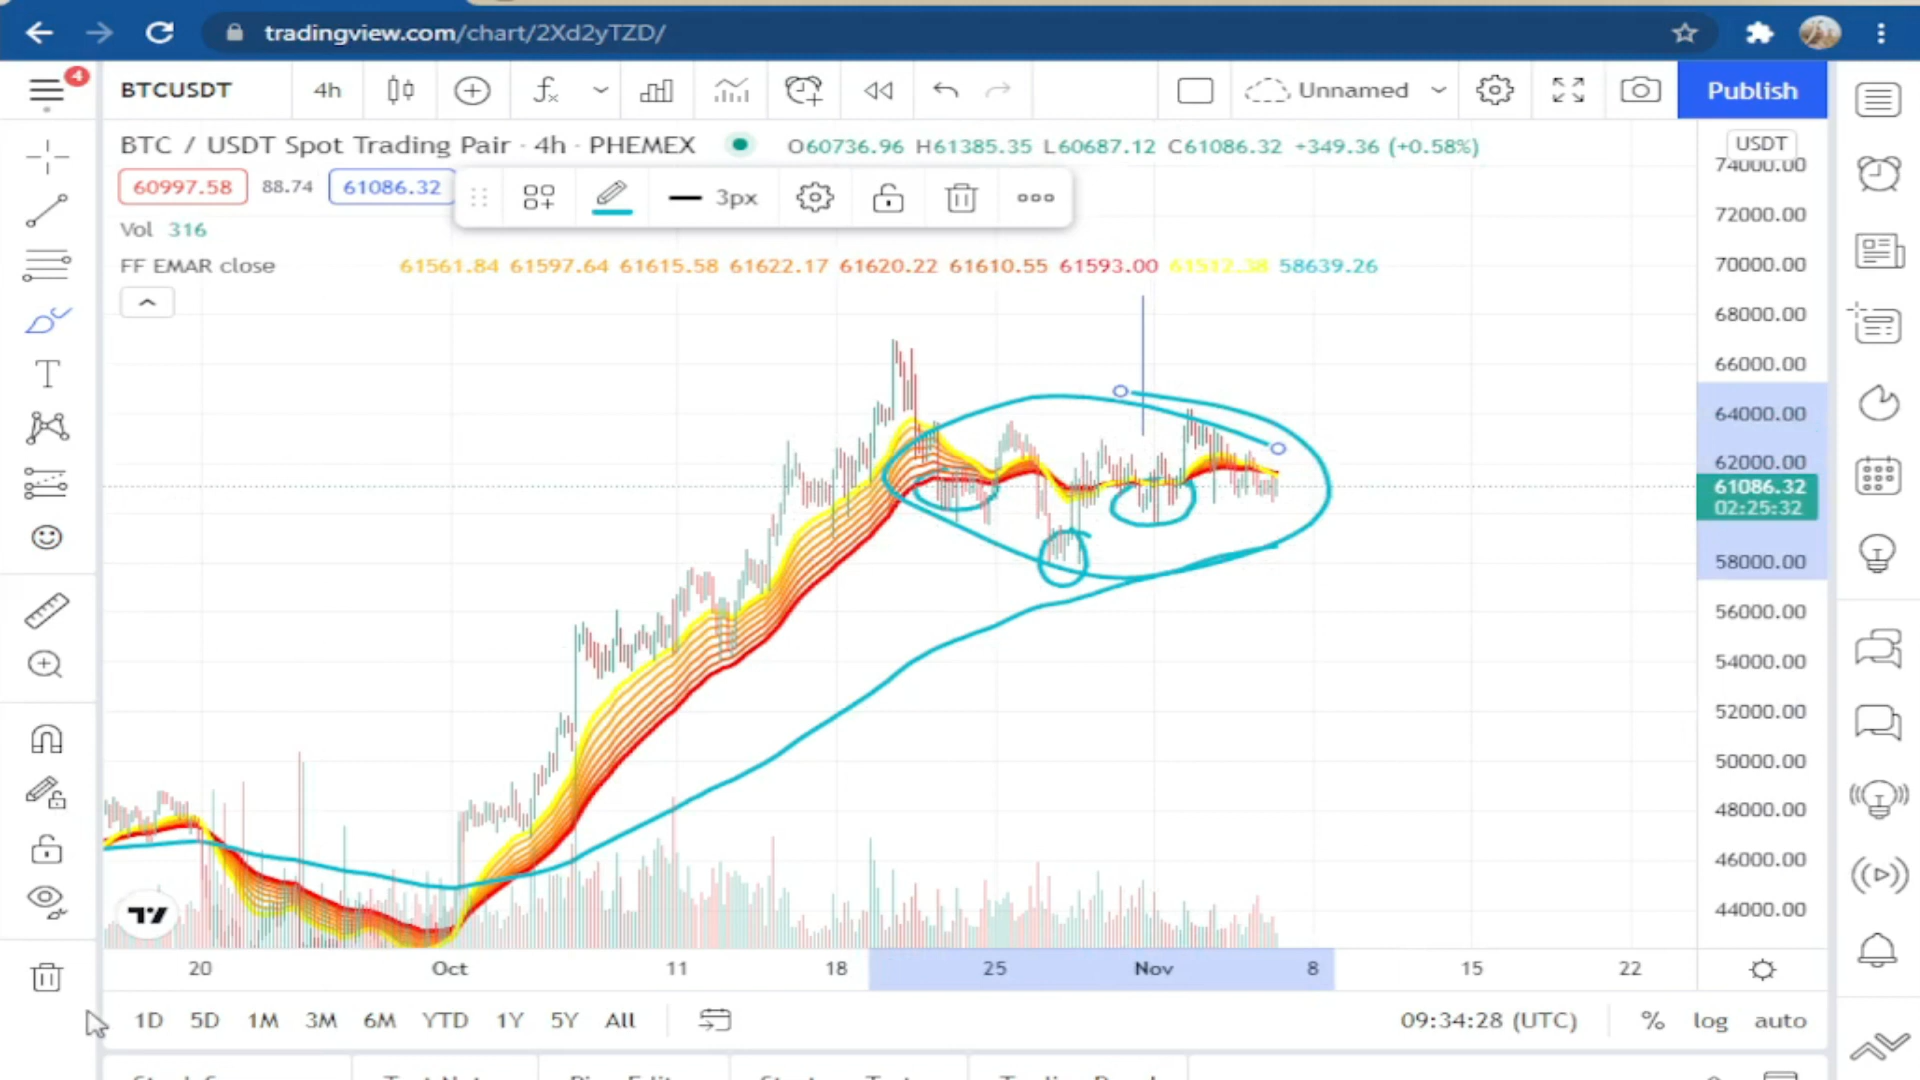 tradingview.com/chart/2Xd2yTZD/
4
BTCUSDT 4h Unnamed Publish
BTC / USDT Spot Trading Pair · 4h · PHEMEX O60736.96 H61385.35 L60687.12 C61086.32 +349.36 (+0.58%)
USDT
60997.58 88.74 61086.32 3px
Vol 316
FF EMAR close 61561.84 61597.64 61615.58 61622.17 61620.22 61610.55 61593.00 61512.38 58639.26
74000.00
72000.00
70000.00
68000.00
66000.00
64000.00
62000.00
61086.32
02:25:32
58000.00
56000.00
54000.00
52000.00
50000.00
48000.00
46000.00
44000.00
20 Oct 11 18 25 Nov 8 15 22
1D 5D 1M 3M 6M YTD 1Y 5Y All 09:34:28 (UTC) % log auto